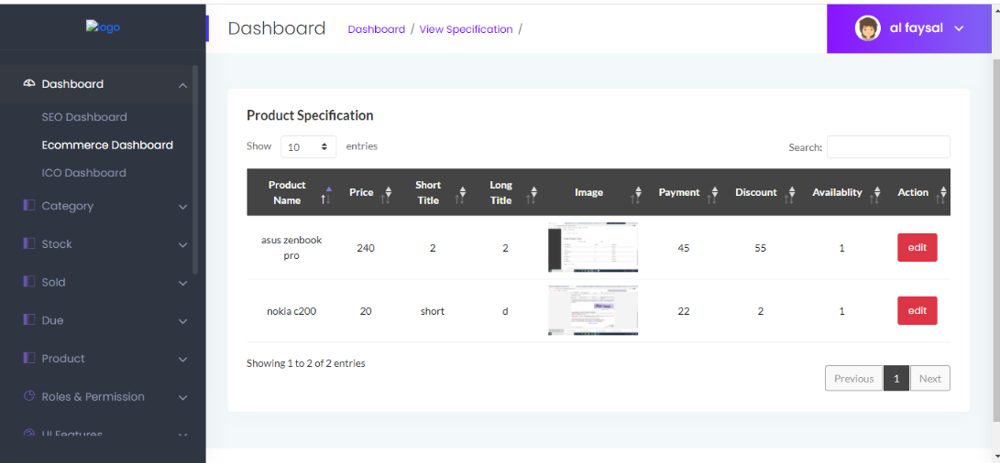 logo
Dashboard
Dashboard / View Specification /
al faysal
Dashboard
SEO Dashboard
Ecommerce Dashboard
ICO Dashboard
Category
Stock
Sold
Due
Product
Roles & Permission
UI Features
Product Specification
Show 10 entries
Search:
Product Name Price Short Title Long Title Image Payment Discount Availablity Action
asus zenbook pro 240 2 2 45 55 1 edit
nokia c200 20 short d 22 2 1 edit
Showing 1 to 2 of 2 entries
Previous 1 Next